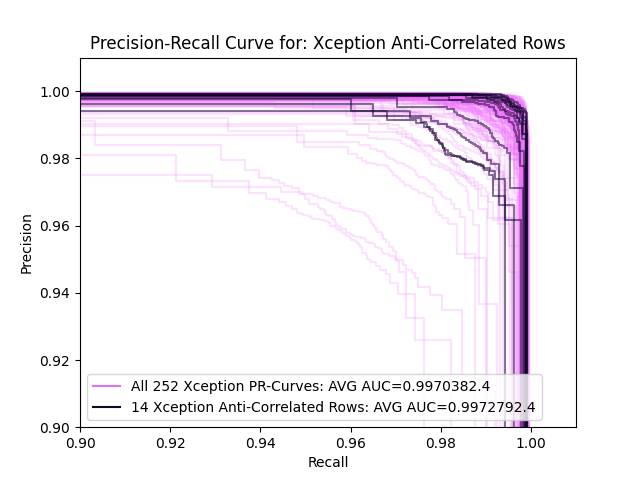 Precision-Recall Curve for: Xception Anti-Correlated Rows
1.00
0.98
0.96
0.94
0.92
0.90
Precision
All 252 Xception PR-Curves: AVG AUC=0.9970382.4
14 Xception Anti-Correlated Rows: AVG AUC=0.9972792.4
0.90 0.92 0.94 0.96 0.98 1.00
Recall